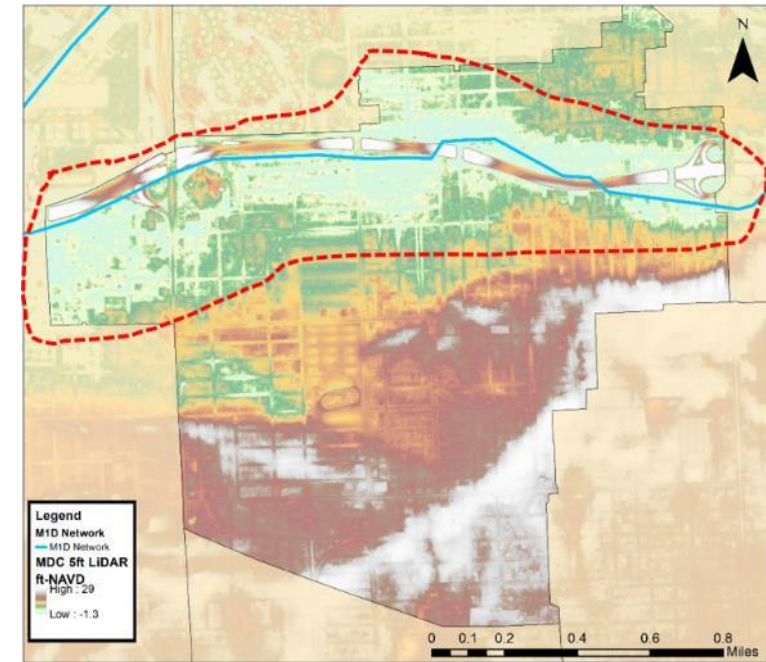 N
Legend
M1D Network
M1D Network
MDC 5ft LiDAR
ft-NAVD
High : 29
Low : -1.3
0 0.1 0.2 0.4 0.6 0.8
Miles